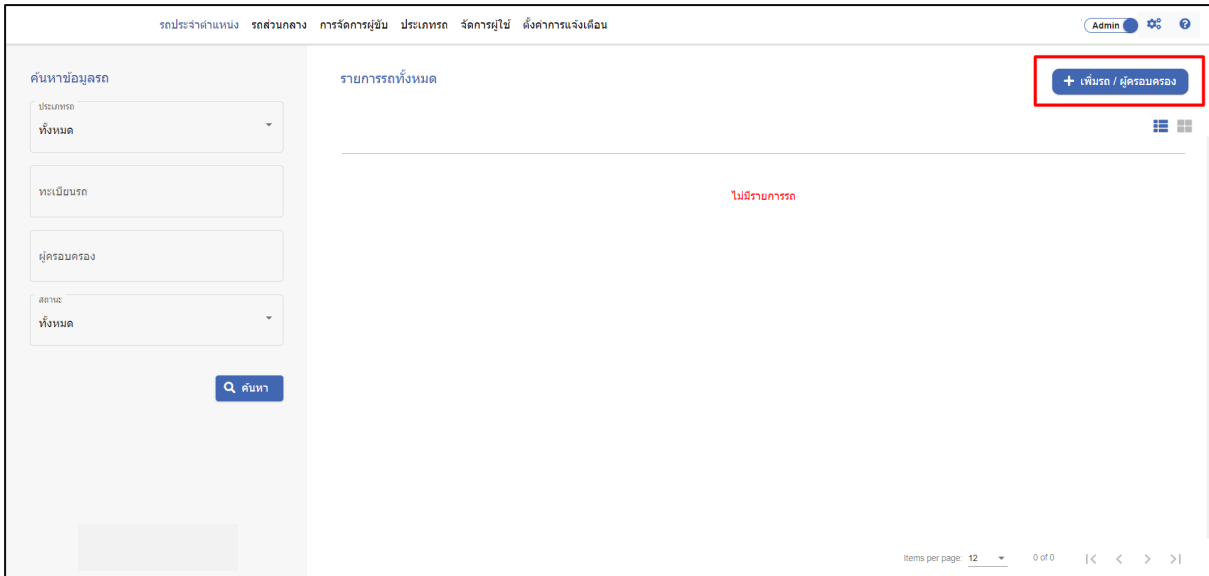 รถประจำตำแหน่ง รถส่วนกลาง การจัดการผู้ขับ ประเภทรถ จัดการผู้ใช้ ตั้งค่าการแจ้งเตือน Admin
ค้นหาข้อมูลรถ
ประเภทรถ
ทั้งหมด
ทะเบียนรถ
ผู้ครอบครอง
สถานะ
ทั้งหมด
ค้นหา
รายการรถทั้งหมด
+ เพิ่มรถ / ผู้ครอบครอง
ไม่มีรายการรถ
Items per page: 12 0 of 0